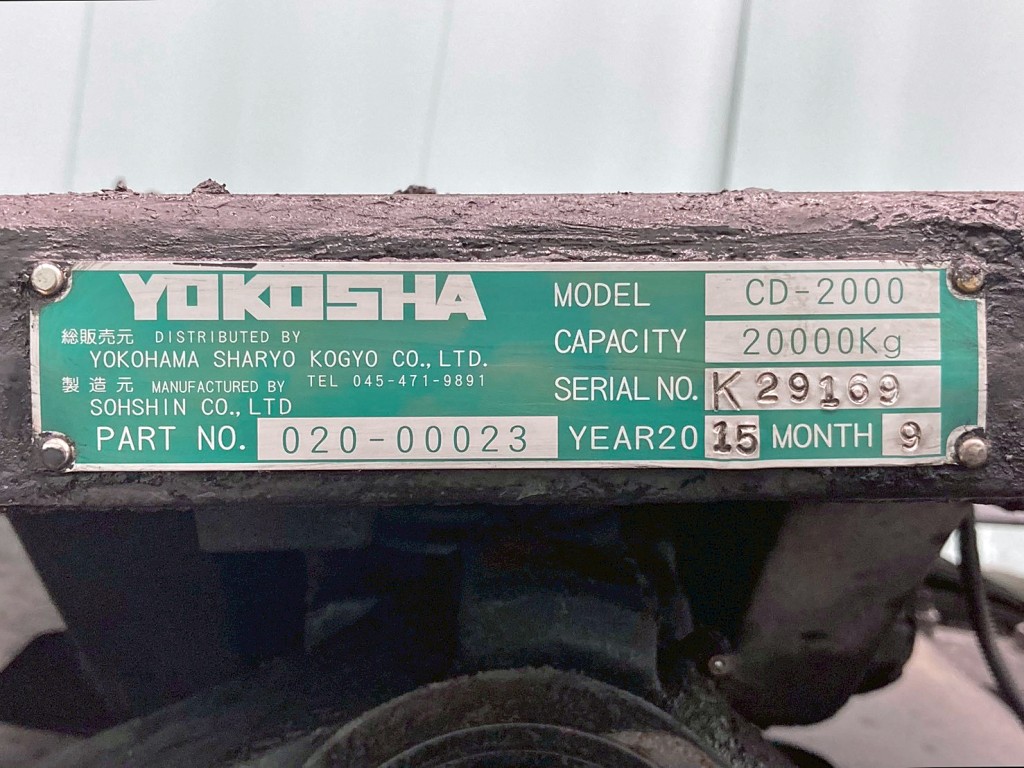 YOKOSHA
総販売元 DISTRIBUTED BY
YOKOHAMA SHARYO KOGYO CO.,LTD.
TEL 045-471-9891
製造元 MANUFACTURED BY
SOHSHIN CO.,LTD
PART NO. 020-00023
MODEL CD-2000
CAPACITY 20000Kg
SERIAL NO. K29169
YEAR2015 MONTH 9